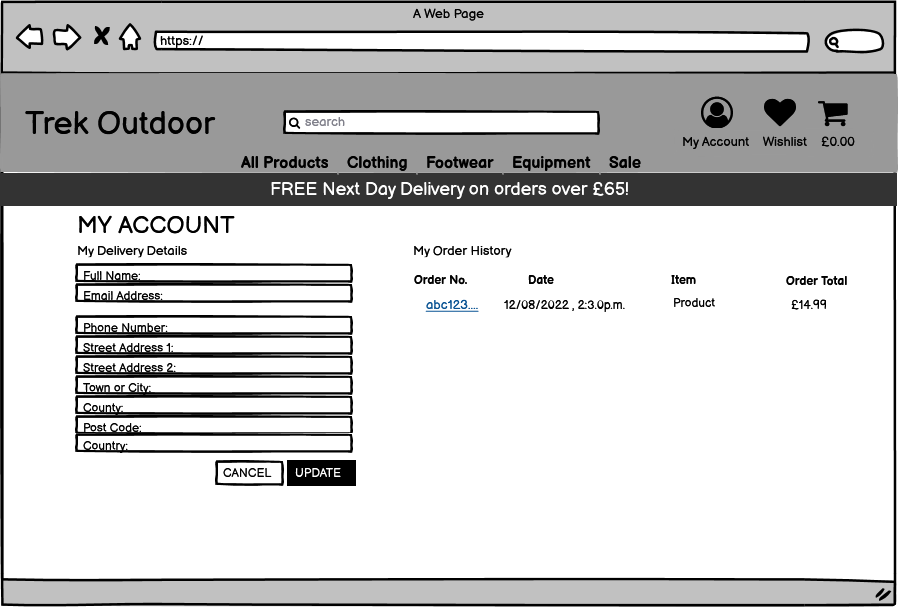 A Web Page
https://
Trek Outdoor
search
My Account Wishlist £0.00
All Products Clothing Footwear Equipment Sale
FREE Next Day Delivery on orders over £65!
MY ACCOUNT
My Delivery Details
Full Name:
Email Address:
Phone Number:
Street Address 1:
Street Address 2:
Town or City:
County:
Post Code:
Country:
CANCEL UPDATE
My Order History
Order No. Date Item Order Total
abc123.... 12/08/2022 , 2:3.0p.m. Product £14.99